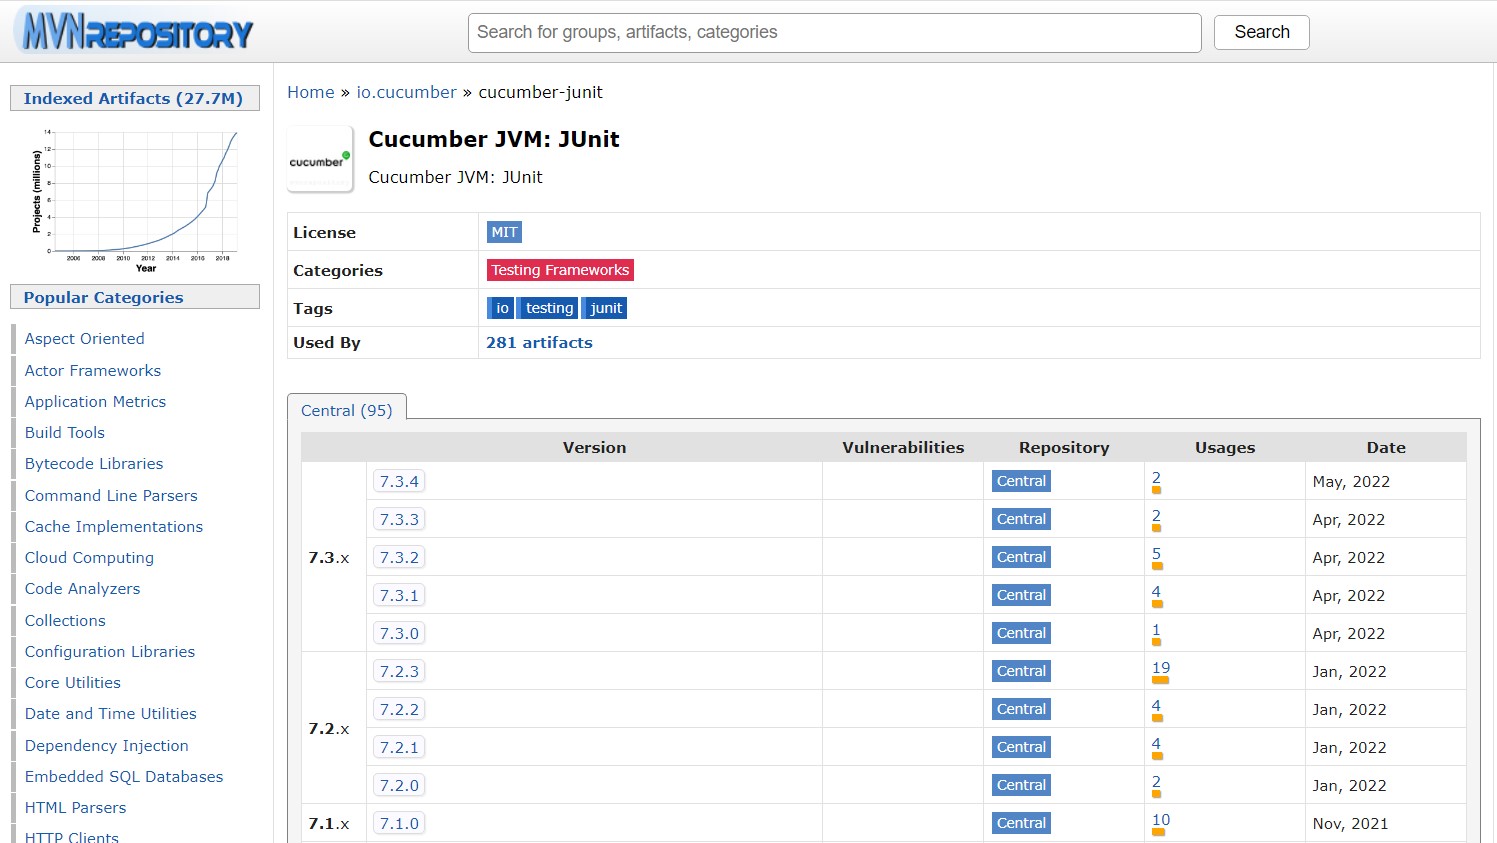 MVNREPOSITORY
Search for groups, artifacts, categories
Search
Indexed Artifacts (27.7M)
Projects (millions)
14
12
10
8
6
4
2
0
2006 2008 2010 2012 2014 2016 2018
Year
Popular Categories
Aspect Oriented
Actor Frameworks
Application Metrics
Build Tools
Bytecode Libraries
Command Line Parsers
Cache Implementations
Cloud Computing
Code Analyzers
Collections
Configuration Libraries
Core Utilities
Date and Time Utilities
Dependency Injection
Embedded SQL Databases
HTML Parsers
HTTP Clients
Home » io.cucumber » cucumber-junit
cucumber
Cucumber JVM: JUnit
Cucumber JVM: JUnit
License MIT
Categories Testing Frameworks
Tags io testing junit
Used By 281 artifacts
Central (95)
Version Vulnerabilities Repository Usages Date
7.3.x
7.3.4 Central 2 May, 2022
7.3.3 Central 2 Apr, 2022
7.3.2 Central 5 Apr, 2022
7.3.1 Central 4 Apr, 2022
7.3.0 Central 1 Apr, 2022
7.2.x
7.2.3 Central 19 Jan, 2022
7.2.2 Central 4 Jan, 2022
7.2.1 Central 4 Jan, 2022
7.2.0 Central 2 Jan, 2022
7.1.x
7.1.0 Central 10 Nov, 2021